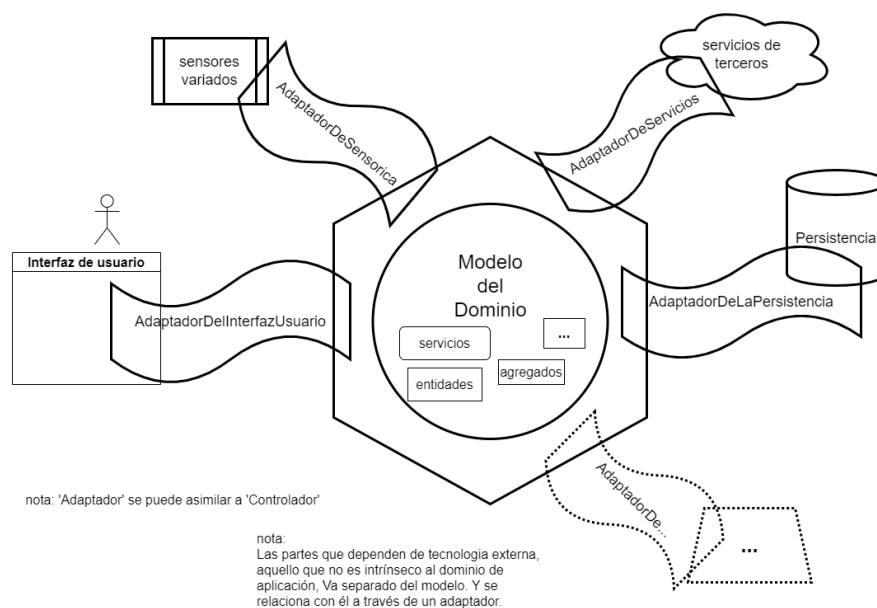 sensores
variados
AdaptadorDeSensorica
servicios de
terceros
AdaptadorDeServicios
Interfaz de usuario
AdaptadorDelInterfazUsuario
Modelo
del
Dominio
servicios
...
entidades
agregados
Persistencia
AdaptadorDeLaPersistencia
AdaptadorDe...
...
nota: 'Adaptador' se puede asimilar a 'Controlador'
nota:
Las partes que dependen de tecnologia externa,
aquello que no es intrínseco al dominio de
aplicación, Va separado del modelo. Y se
relaciona con él a través de un adaptador.